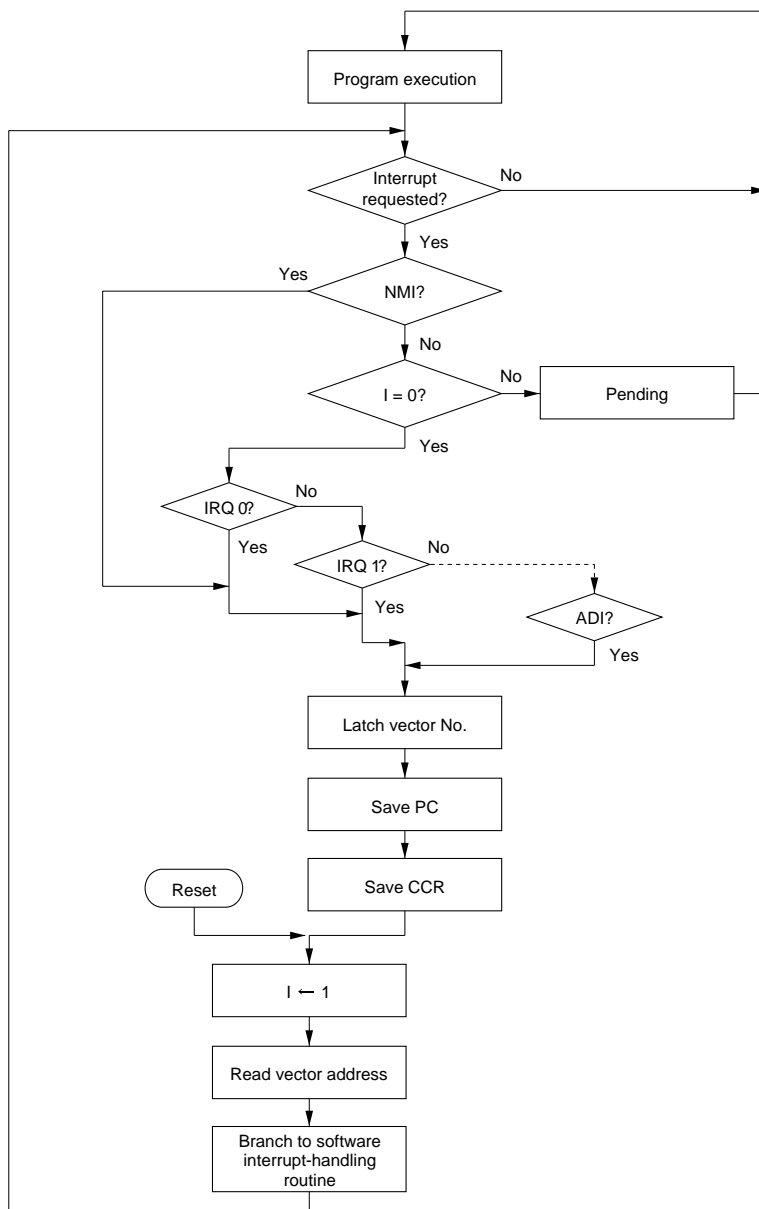 Program execution
Interrupt
requested?
No
Yes
Yes
NMI?
No
I = 0?
No
Pending
Yes
IRQ 0?
No
Yes
IRQ 1?
No
Yes
ADI?
Yes
Latch vector No.
Save PC
Save CCR
Reset
I ← 1
Read vector address
Branch to software
interrupt-handling
routine